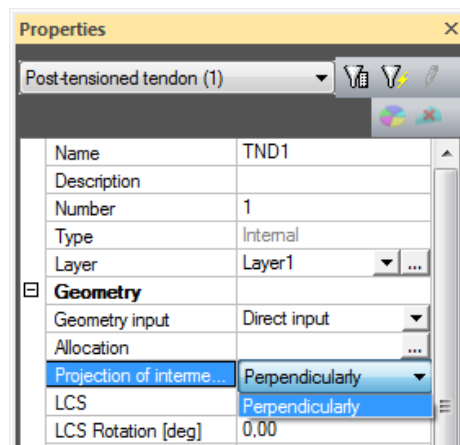 Properties
Post-tensioned tendon (1)
Name TND1
Description
Number 1
Type Internal
Layer Layer1 ...
Geometry
Geometry input Direct input
Allocation ...
Projection of interme... Perpendicularly
LCS Perpendicularly
LCS Rotation [deg] 0,00